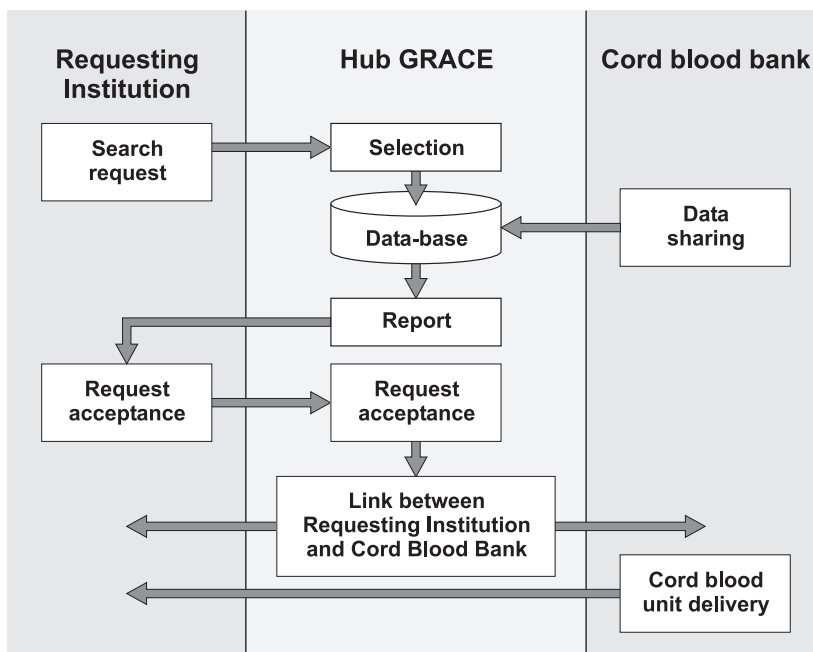 Requesting
Institution
Hub GRACE
Cord blood bank
Search
request
Selection
Data-base
Data
sharing
Report
Request
acceptance
Request
acceptance
Link between
Requesting Institution
and Cord Blood Bank
Cord blood
unit delivery